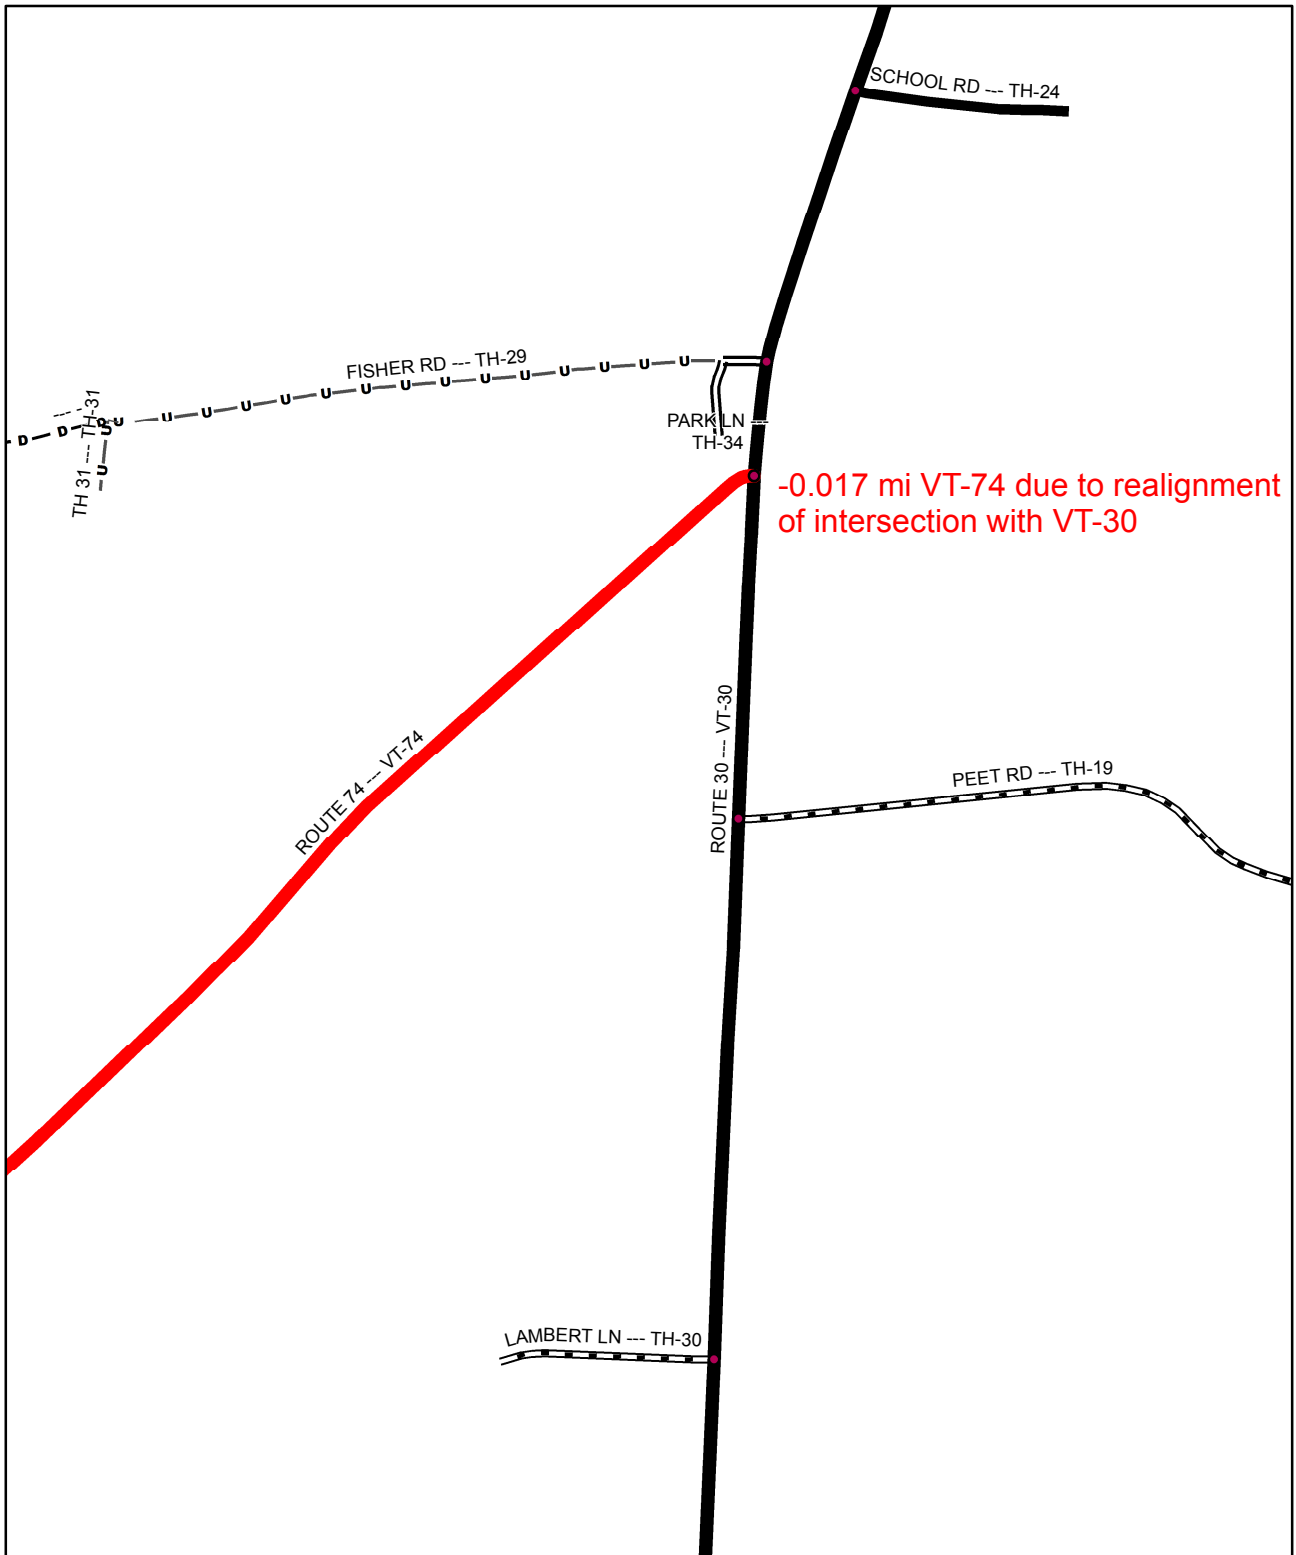 SCHOOL RD --- TH-24
FISHER RD --- TH-29
---- -
TH 31 --- TH-31
PARK LN ---
TH-34
-0.017 mi VT-74 due to realignment
of intersection with VT-30
ROUTE 74 --- VT-74
ROUTE 30 --- VT-30
PEET RD --- TH-19
LAMBERT LN --- TH-30
D D D U U U U U U U U U U U U U U U
U
U